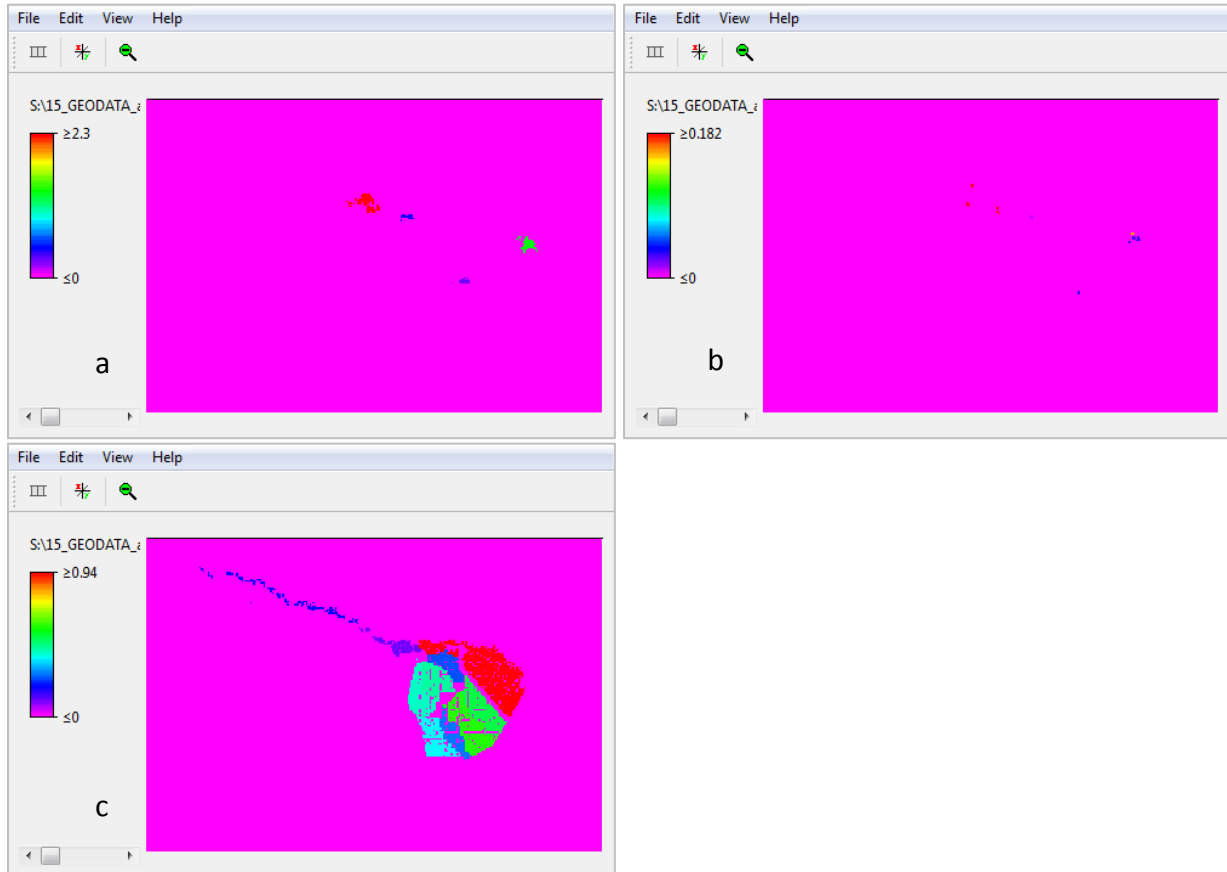 File Edit View Help
S:\15_GEODATA_a
≥2.3
≤0
a
File Edit View Help
S:\15_GEODATA_a
≥0.182
≤0
b
File Edit View Help
S:\15_GEODATA_a
≥0.94
≤0
c